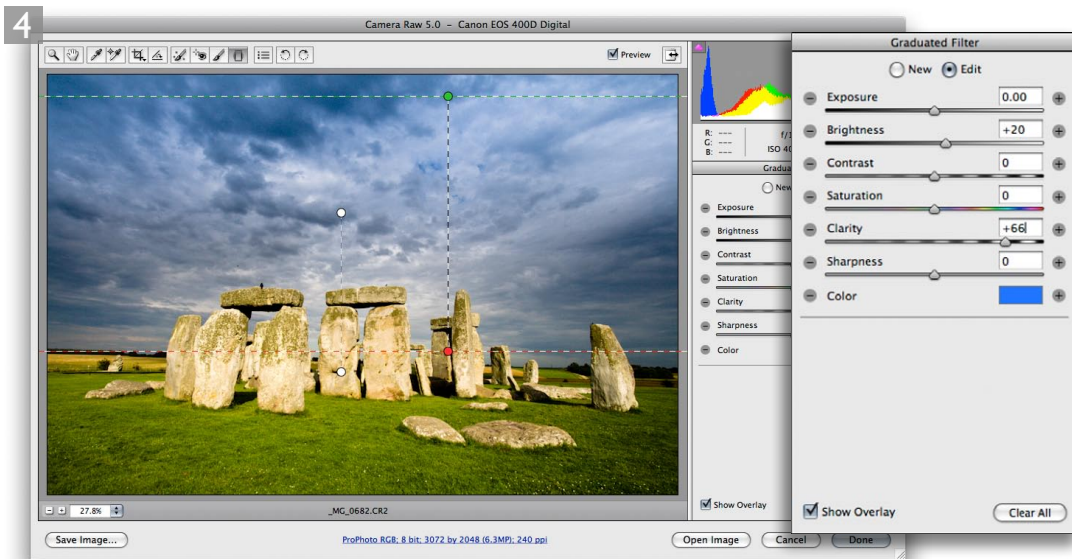 4
Camera Raw 5.0 – Canon EOS 400D Digital
Preview
R: ---
G: ---
B: ---
f/1
ISO 40
Gradua
New
Exposure
Brightness
Contrast
Saturation
Clarity
Sharpness
Color
Show Overlay
27.8%
_MG_0682.CR2
Save Image...
ProPhoto RGB; 8 bit; 3072 by 2048 (6.3MP); 240 ppi
Open Image
Cancel
Done
Graduated Filter
New Edit
Exposure 0.00
Brightness +20
Contrast 0
Saturation 0
Clarity +66
Sharpness 0
Color
Show Overlay
Clear All